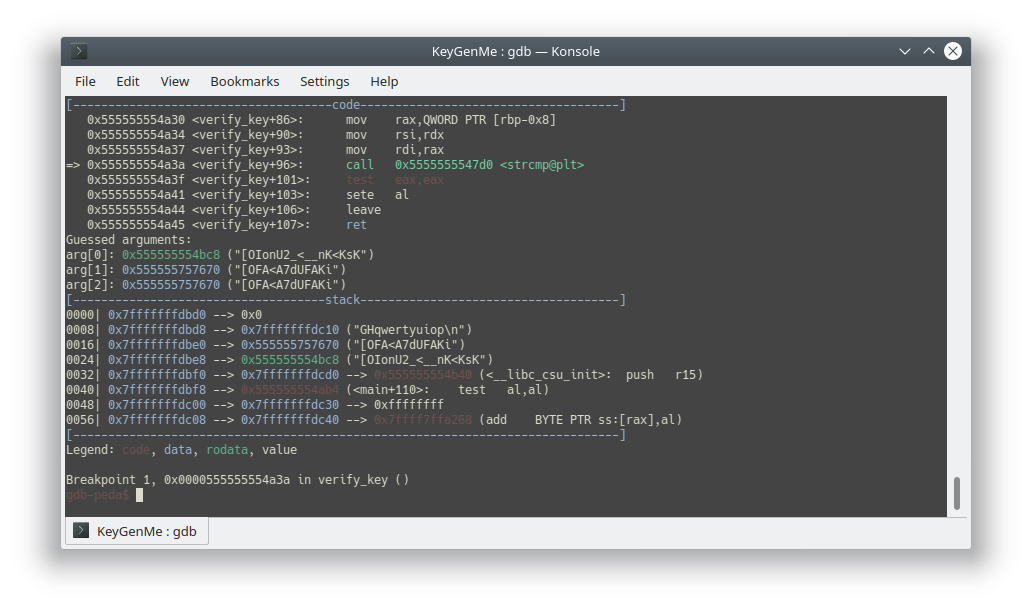 KeyGenMe : gdb — Konsole
File Edit View Bookmarks Settings Help
[-------------------------------------code-------------------------------------]
   0x555555554a30 <verify_key+86>:	mov    rax,QWORD PTR [rbp-0x8]
   0x555555554a34 <verify_key+90>:	mov    rsi,rdx
   0x555555554a37 <verify_key+93>:	mov    rdi,rax
=> 0x555555554a3a <verify_key+96>:	call   0x5555555547d0 <strcmp@plt>
   0x555555554a3f <verify_key+101>:	test   eax,eax
   0x555555554a41 <verify_key+103>:	sete   al
   0x555555554a44 <verify_key+106>:	leave
   0x555555554a45 <verify_key+107>:	ret
Guessed arguments:
arg[0]: 0x555555554bc8 ("[OIonU2_<__nK<KsK")
arg[1]: 0x555555757670 ("[OFA<A7dUFAKi")
arg[2]: 0x555555757670 ("[OFA<A7dUFAKi")
[------------------------------------stack-------------------------------------]
0000| 0x7fffffffdbd0 --> 0x0
0008| 0x7fffffffdbd8 --> 0x7fffffffdc10 ("GHqwertyuiop\n")
0016| 0x7fffffffdbe0 --> 0x555555757670 ("[OFA<A7dUFAKi")
0024| 0x7fffffffdbe8 --> 0x555555554bc8 ("[OIonU2_<__nK<KsK")
0032| 0x7fffffffdbf0 --> 0x7fffffffdcd0 --> 0x555555554b40 (<__libc_csu_init>:	push   r15)
0040| 0x7fffffffdbf8 --> 0x555555554ab4 (<main+110>:	test   al,al)
0048| 0x7fffffffdc00 --> 0x7fffffffdc30 --> 0xffffffff
0056| 0x7fffffffdc08 --> 0x7fffffffdc40 --> 0x7ffff7ffa268 (add    BYTE PTR ss:[rax],al)
[------------------------------------------------------------------------------]
Legend: code, data, rodata, value

Breakpoint 1, 0x0000555555554a3a in verify_key ()
gdb-peda$
KeyGenMe : gdb